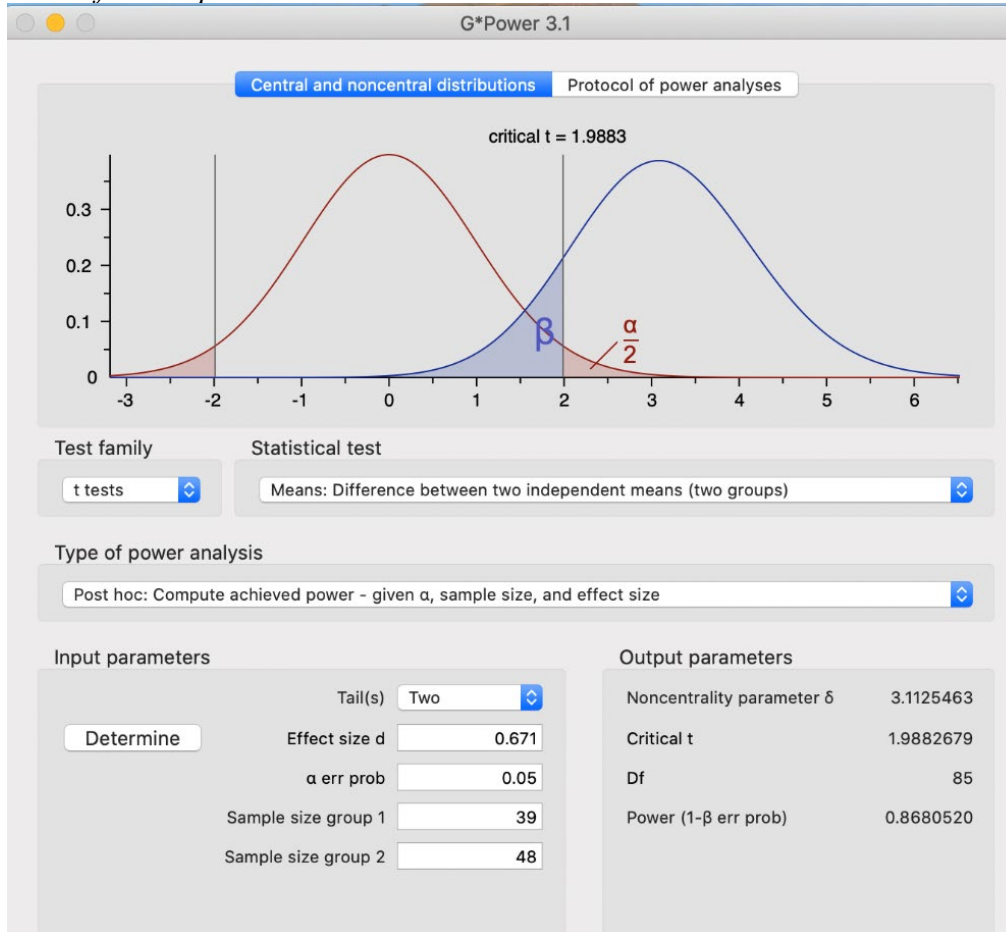 G*Power 3.1
Central and noncentral distributions Protocol of power analyses
critical t = 1.9883
0.3
0.2
0.1
0
β
α
2
-3 -2 -1 0 1 2 3 4 5 6
Test family Statistical test
t tests Means: Difference between two independent means (two groups)
Type of power analysis
Post hoc: Compute achieved power - given α, sample size, and effect size
Input parameters Output parameters
Tail(s) Two Noncentrality parameter δ 3.1125463
Determine Effect size d 0.671 Critical t 1.9882679
α err prob 0.05 Df 85
Sample size group 1 39 Power (1-β err prob) 0.8680520
Sample size group 2 48